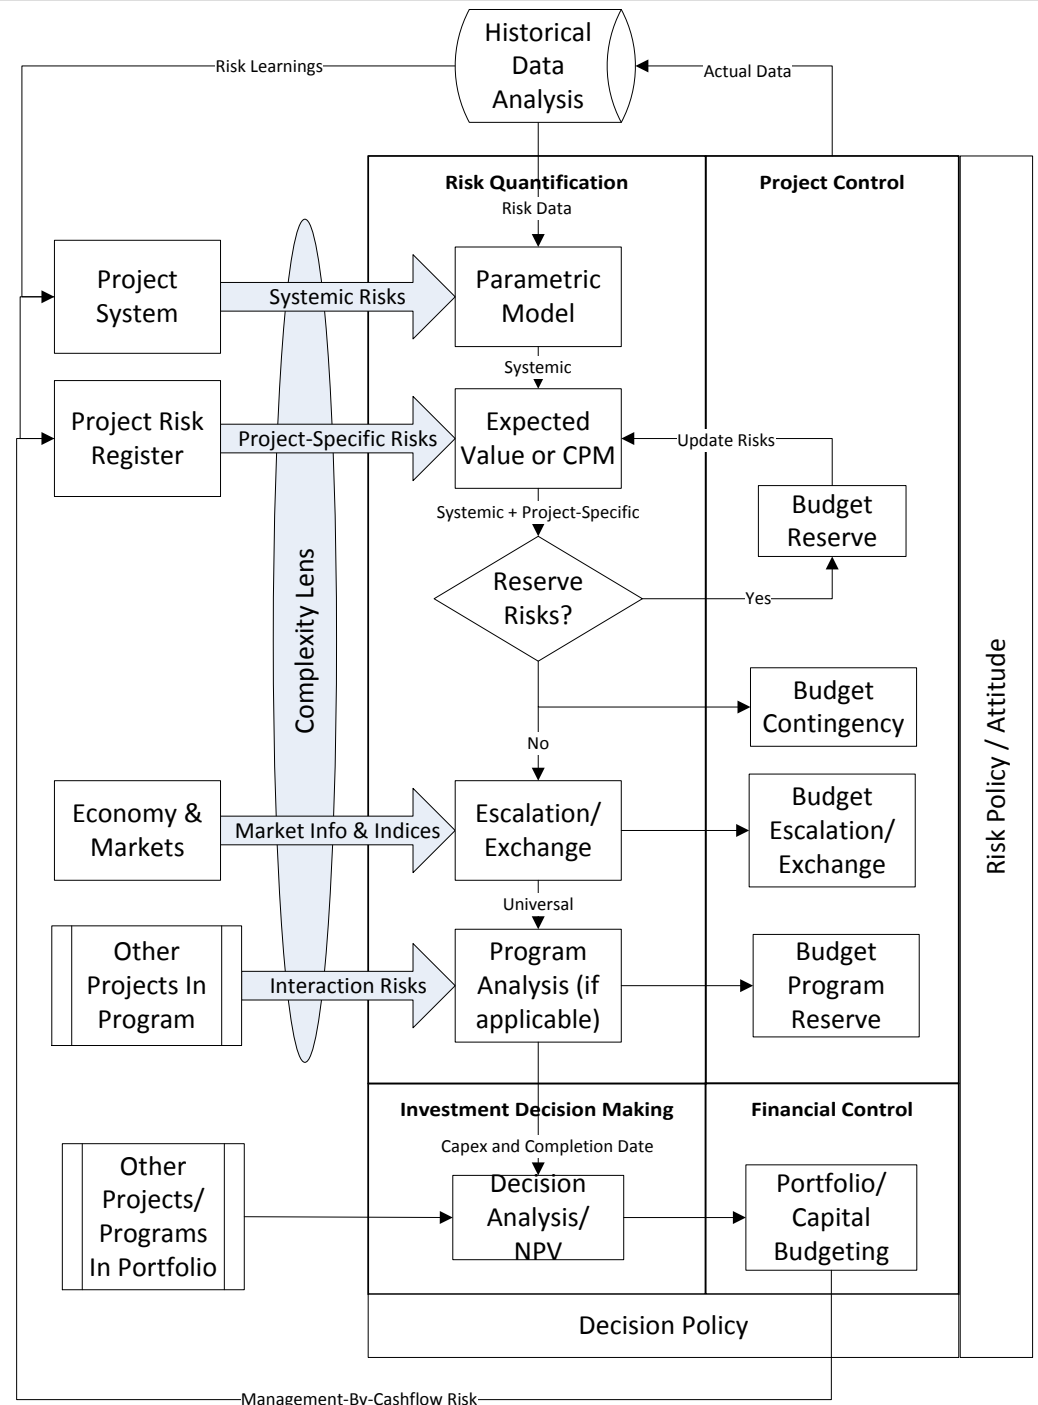 Historical
Data
Analysis
Risk Learnings
Actual Data
Risk Quantification
Project Control
Risk Data
Project
System
Systemic Risks
Parametric
Model
Systemic
Project Risk
Register
Project-Specific Risks
Expected
Value or CPM
Update Risks
Systemic + Project-Specific
Budget
Reserve
Reserve
Risks?
Yes
Complexity Lens
Risk Policy / Attitude
Budget
Contingency
No
Economy &
Markets
Market Info & Indices
Escalation/
Exchange
Budget
Escalation/
Exchange
Universal
Other
Projects In
Program
Interaction Risks
Program
Analysis (if
applicable)
Budget
Program
Reserve
Investment Decision Making
Financial Control
Capex and Completion Date
Other
Projects/
Programs
In Portfolio
Decision
Analysis/
NPV
Portfolio/
Capital
Budgeting
Decision Policy
Management-By-Cashflow Risk